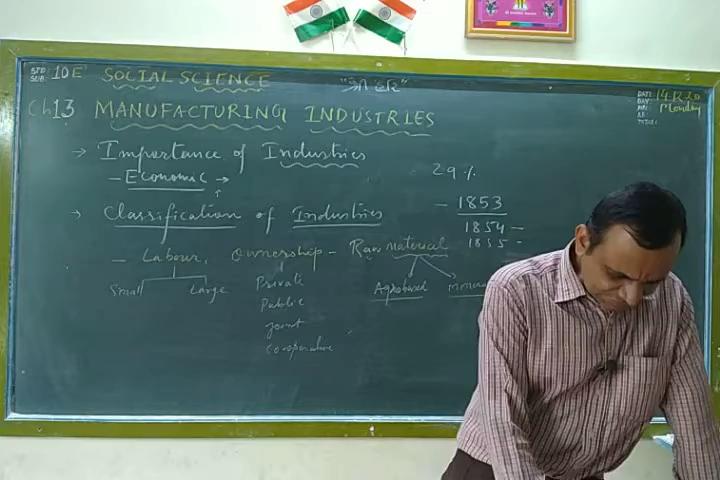 STD: 10 E SOCIAL SCIENCE
SUB:
DATE: 14.12.20
DAY: Monday
Ch 13 MANUFACTURING INDUSTRIES
→ Importance of Industries
29 %
– Economic →
– 1853
→ Classification of Industries
1854 –
1855 –
– Labour, Ownership – Raw material
Small Large Private Agrobased
Public
Joint
Co-operative